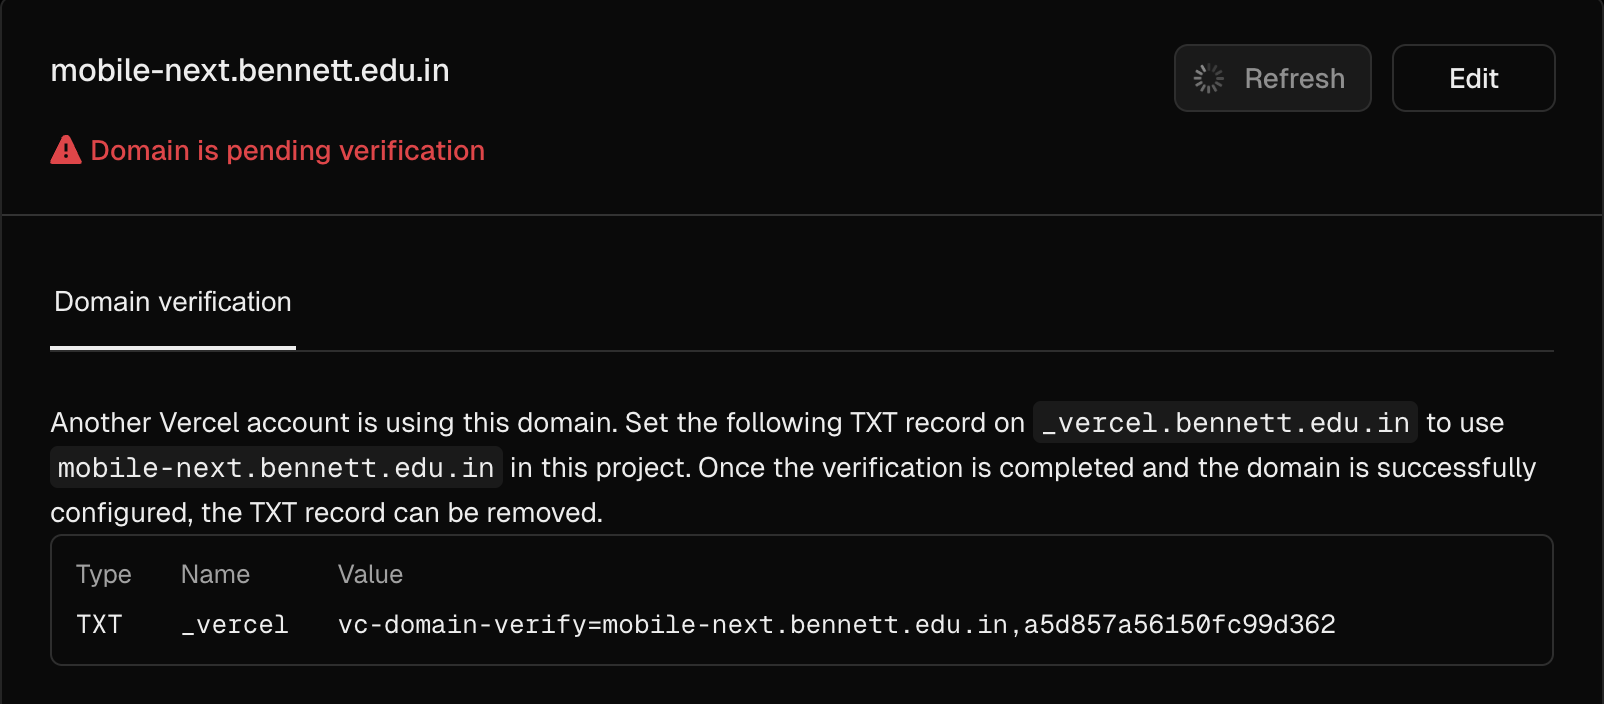 mobile-next.bennett.edu.in
Refresh
Edit
Domain is pending verification
Domain verification
Another Vercel account is using this domain. Set the following TXT record on _vercel.bennett.edu.in to use
mobile-next.bennett.edu.in in this project. Once the verification is completed and the domain is successfully
configured, the TXT record can be removed.
Type Name Value
TXT _vercel vc-domain-verify=mobile-next.bennett.edu.in,a5d857a56150fc99d362